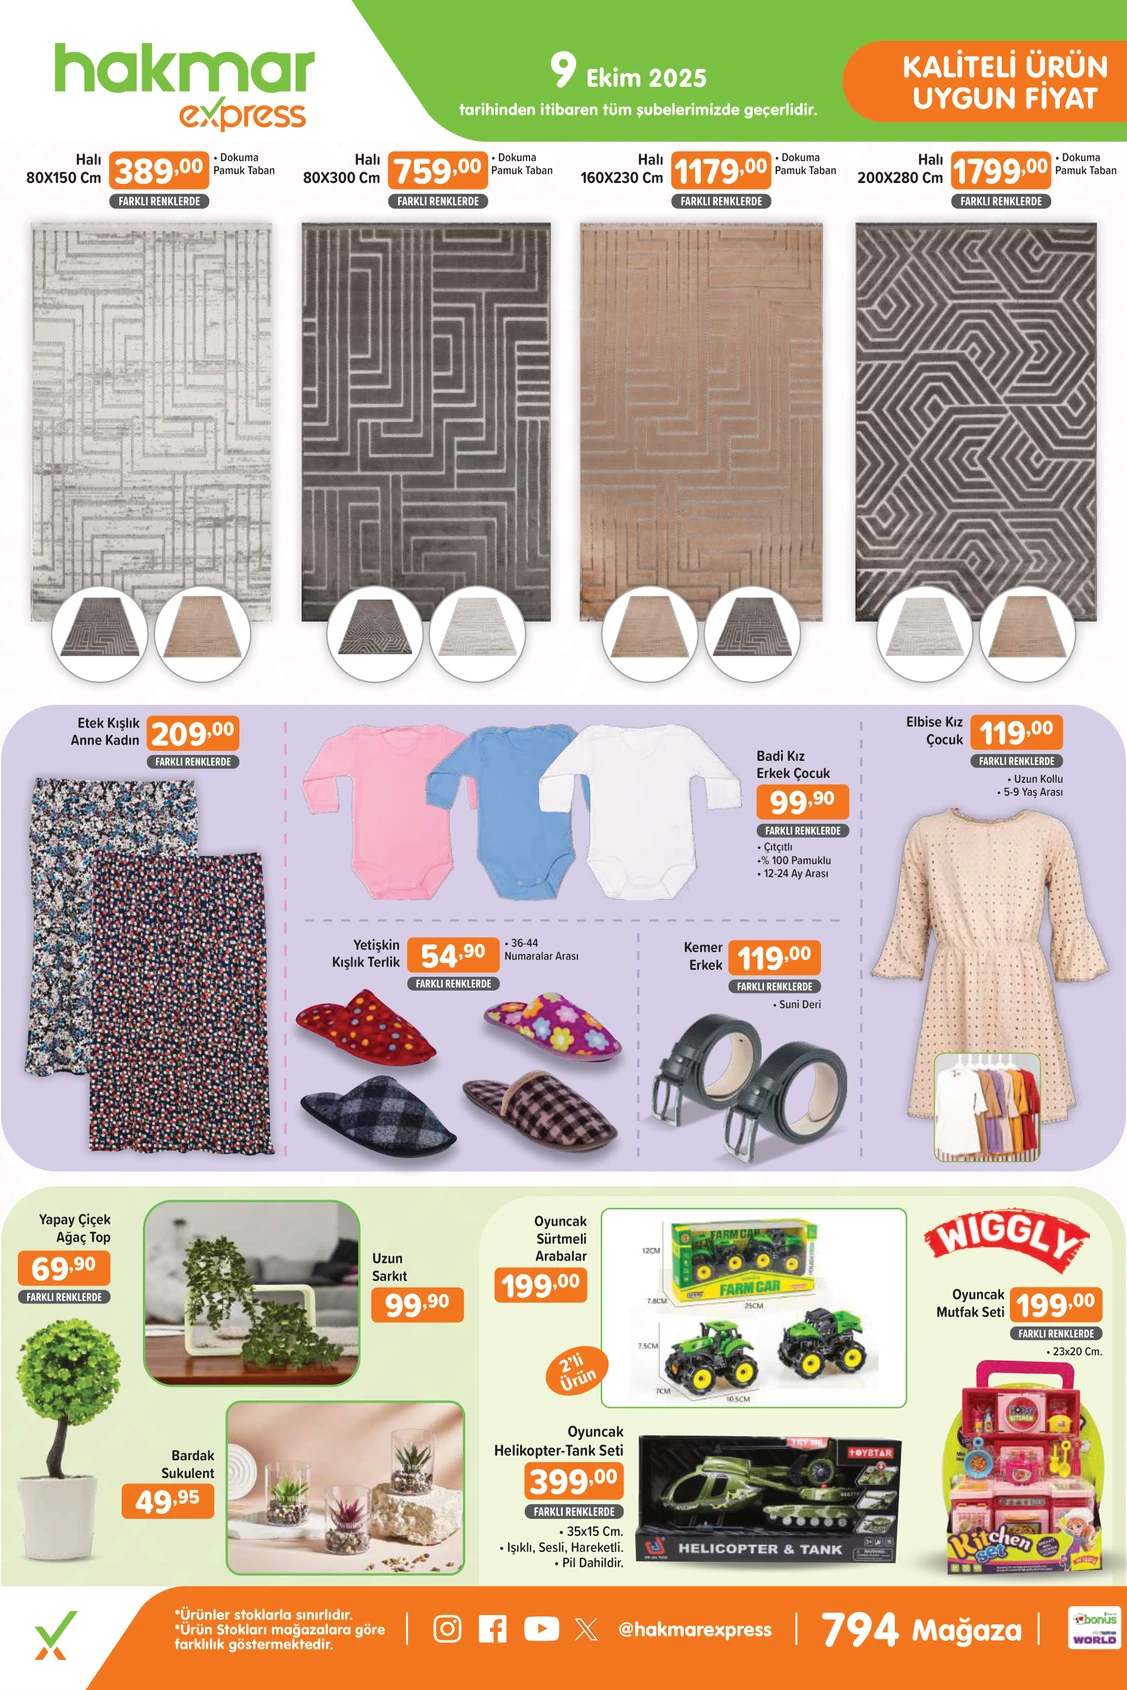 hakmar
express
9 Ekim 2025
tarihinden itibaren tüm şubelerimizde geçerlidir.
KALİTELİ ÜRÜN
UYGUN FİYAT
Halı
80X150 Cm
389,00
• Dokuma
Pamuk Taban
FARKLI RENKLERDE
Halı
80X300 Cm
759,00
• Dokuma
Pamuk Taban
FARKLI RENKLERDE
Halı
160X230 Cm
1179,00
• Dokuma
Pamuk Taban
FARKLI RENKLERDE
Halı
200X280 Cm
1799,00
• Dokuma
Pamuk Taban
FARKLI RENKLERDE
Etek Kışlık
Anne Kadın
209,00
FARKLI RENKLERDE
Badi Kız
Erkek Çocuk
99,90
FARKLI RENKLERDE
• Çıtçıtlı
•% 100 Pamuklu
• 12-24 Ay Arası
Elbise Kız
Çocuk
119,00
FARKLI RENKLERDE
• Uzun Kollu
• 5-9 Yaş Arası
Yetişkin
Kışlık Terlik
54,90
• 36-44
Numaralar Arası
FARKLI RENKLERDE
Kemer
Erkek
119,00
FARKLI RENKLERDE
• Suni Deri
Yapay Çiçek
Ağaç Top
69,90
FARKLI RENKLERDE
Uzun
Sarkıt
99,90
Bardak
Sukulent
49,95
Oyuncak
Sürtmeli
Arabalar
199,00
2'li
Ürün
12CM
7.8CM
25CM
FARM CAR
FARM CAR
7.5CM
7CM
10.5CM
Oyuncak
Helikopter-Tank Seti
399,00
FARKLI RENKLERDE
• 35x15 Cm.
• Işıklı, Sesli, Hareketli.
• Pil Dahildir.
TRY ME
TOYSTAR
HELICOPTER & TANK
WIGGLY
Oyuncak
Mutfak Seti
199,00
FARKLI RENKLERDE
• 23x20 Cm.
Kitchen
set
*Ürünler stoklarla sınırlıdır.
*Ürün Stokları mağazalara göre
farklılık göstermektedir.
@hakmarexpress
794 Mağaza
bonus
WORLD